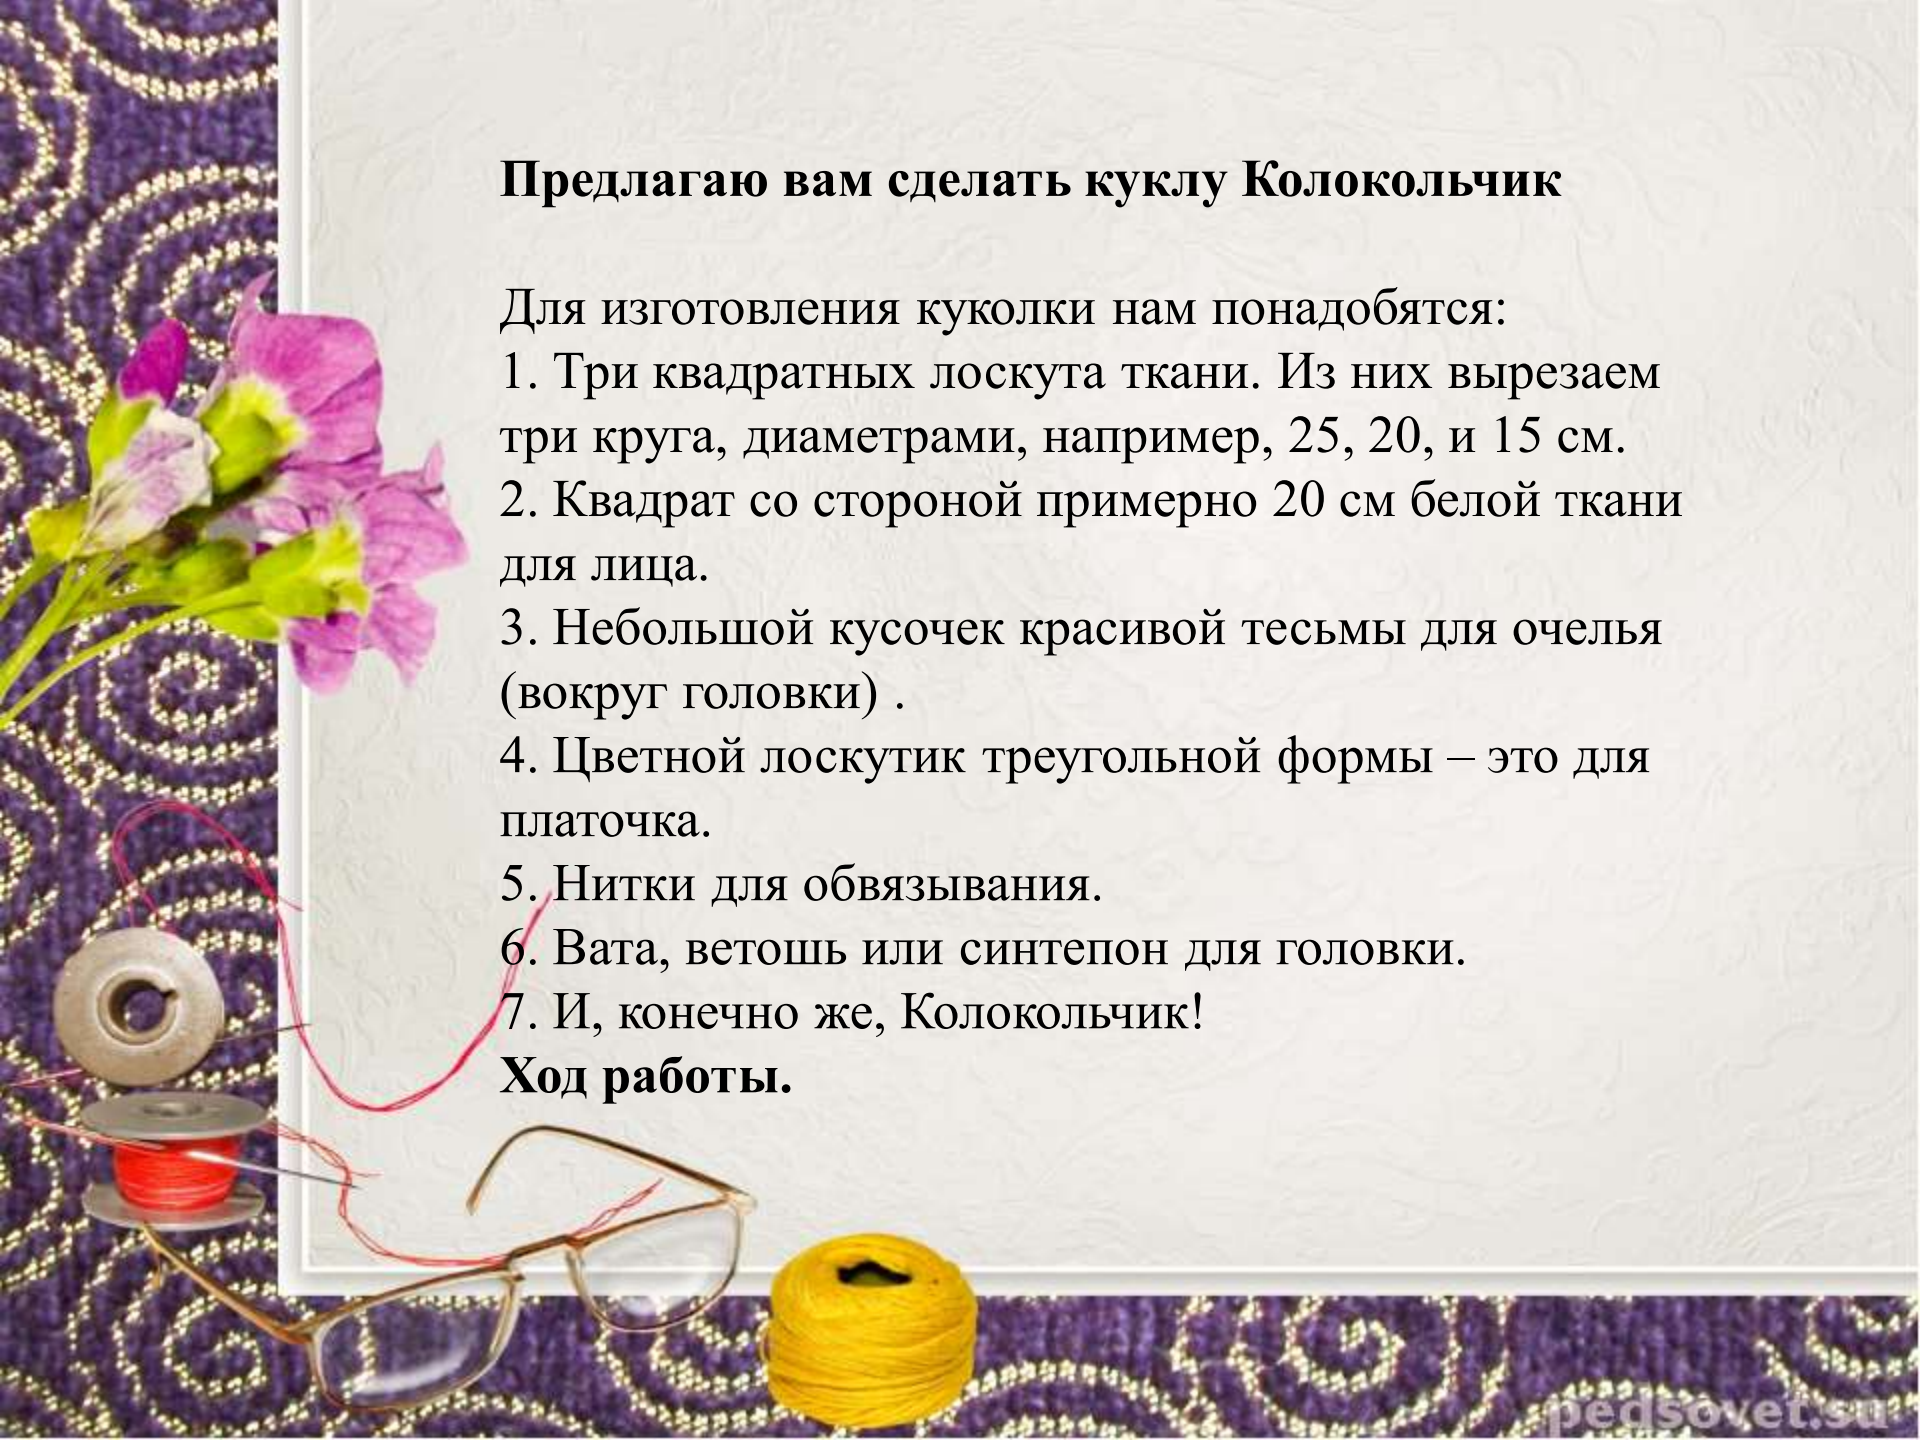 Предлагаю вам сделать куклу Колокольчик
Для изготовления куколки нам понадобятся:
1. Три квадратных лоскута ткани. Из них вырезаем
три круга, диаметрами, например, 25, 20, и 15 см.
2. Квадрат со стороной примерно 20 см белой ткани
для лица.
3. Небольшой кусочек красивой тесьмы для очелья
(вокруг головки) .
4. Цветной лоскутик треугольной формы – это для
платочка.
5. Нитки для обвязывания.
6. Вата, ветошь или синтепон для головки.
7. И, конечно же, Колокольчик!
Ход работы.
pedsovet.su